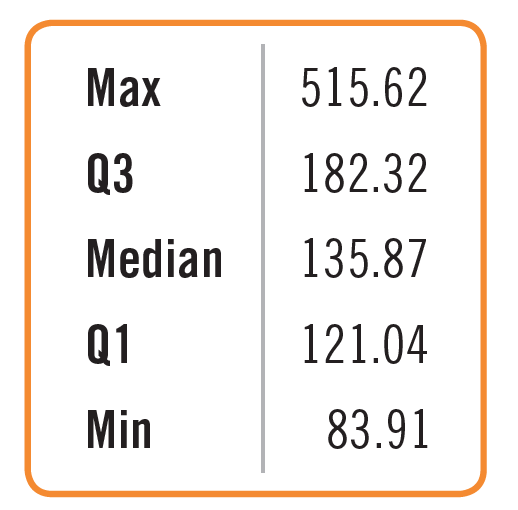 Max 515.62
Q3 182.32
Median 135.87
Q1 121.04
Min 83.91